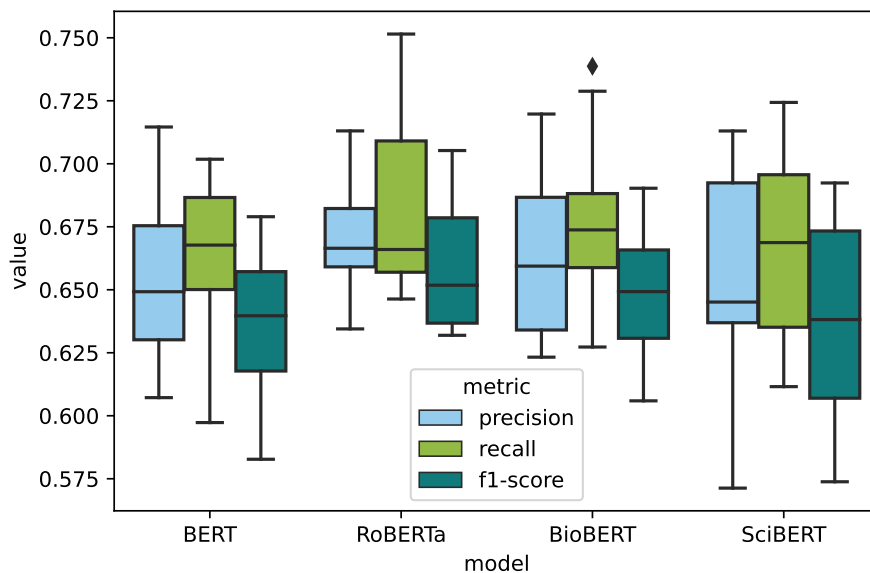 0.750
0.725
0.700
0.675
0.650
0.625
0.600
0.575
value
metric
precision
recall
f1-score
BERT RoBERTa BioBERT SciBERT
model